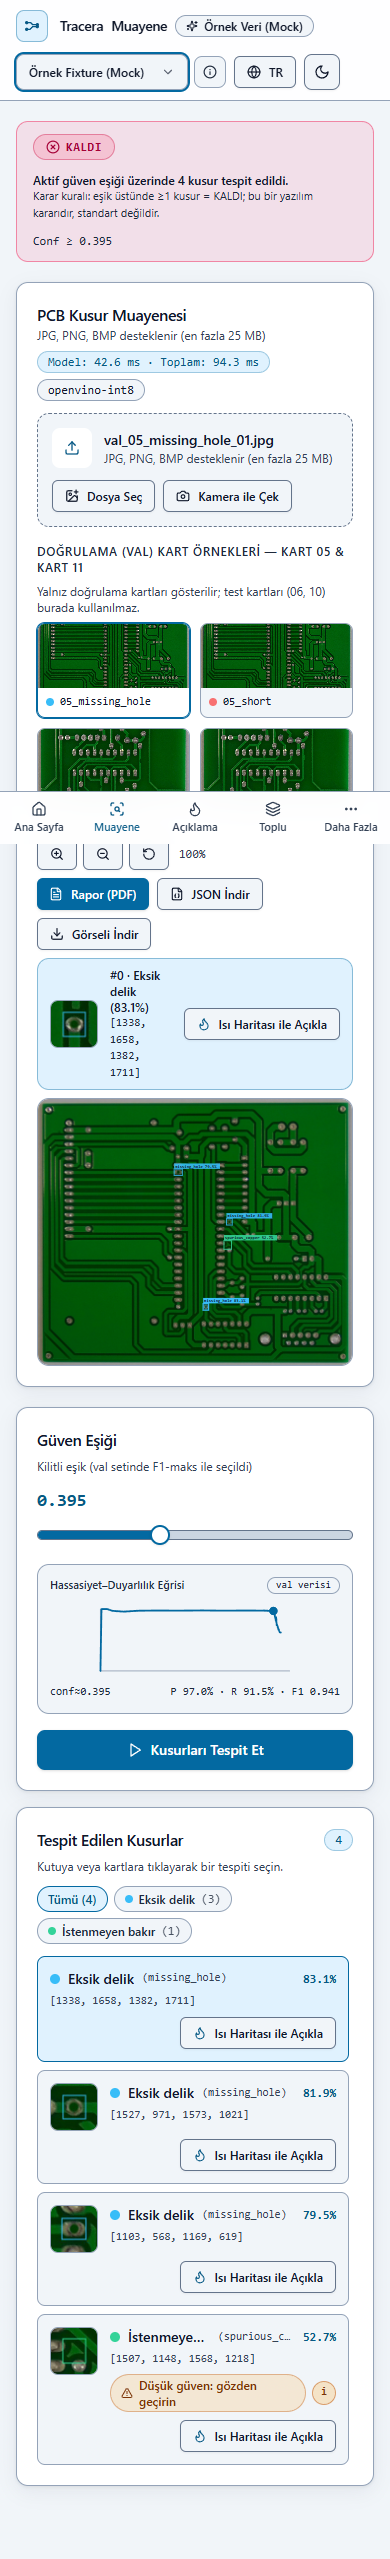 Tracera Muayene Örnek Veri (Mock)
Örnek Fixture (Mock) TR
KALDI
Aktif güven eşiği üzerinde 4 kusur tespit edildi.
Karar kuralı: eşik üstünde ≥1 kusur = KALDI; bu bir yazılım
kararıdır, standart değildir.
Conf ≥ 0.395
PCB Kusur Muayenesi
JPG, PNG, BMP desteklenir (en fazla 25 MB)
Model: 42.6 ms · Toplam: 94.3 ms
openvino-int8
val_05_missing_hole_01.jpg
JPG, PNG, BMP desteklenir (en fazla 25 MB)
Dosya Seç Kamera ile Çek
DOĞRULAMA (VAL) KART ÖRNEKLERİ — KART 05 &
KART 11
Yalnız doğrulama kartları gösterilir; test kartları (06, 10)
burada kullanılmaz.
05_missing_hole 05_short
Ana Sayfa Muayene Açıklama Toplu Daha Fazla
100%
Rapor (PDF) JSON İndir
Görseli İndir
#0 · Eksik
delik
(83.1%)
[1338,
1658,
1382,
1711]
Isı Haritası ile Açıkla
Güven Eşiği
Kilitli eşik (val setinde F1-maks ile seçildi)
0.395
Hassasiyet–Duyarlılık Eğrisi val verisi
conf≈0.395 P 97.0% · R 91.5% · F1 0.941
Kusurları Tespit Et
Tespit Edilen Kusurlar 4
Kutuya veya kartlara tıklayarak bir tespiti seçin.
Tümü (4) Eksik delik (3)
İstenmeyen bakır (1)
Eksik delik (missing_hole) 83.1%
[1338, 1658, 1382, 1711]
Isı Haritası ile Açıkla
Eksik delik (missing_hole) 81.9%
[1527, 971, 1573, 1021]
Isı Haritası ile Açıkla
Eksik delik (missing_hole) 79.5%
[1103, 568, 1169, 619]
Isı Haritası ile Açıkla
İstenmeye... (spurious_c… 52.7%
[1507, 1148, 1568, 1218]
Düşük güven: gözden
geçirin
i
Isı Haritası ile Açıkla